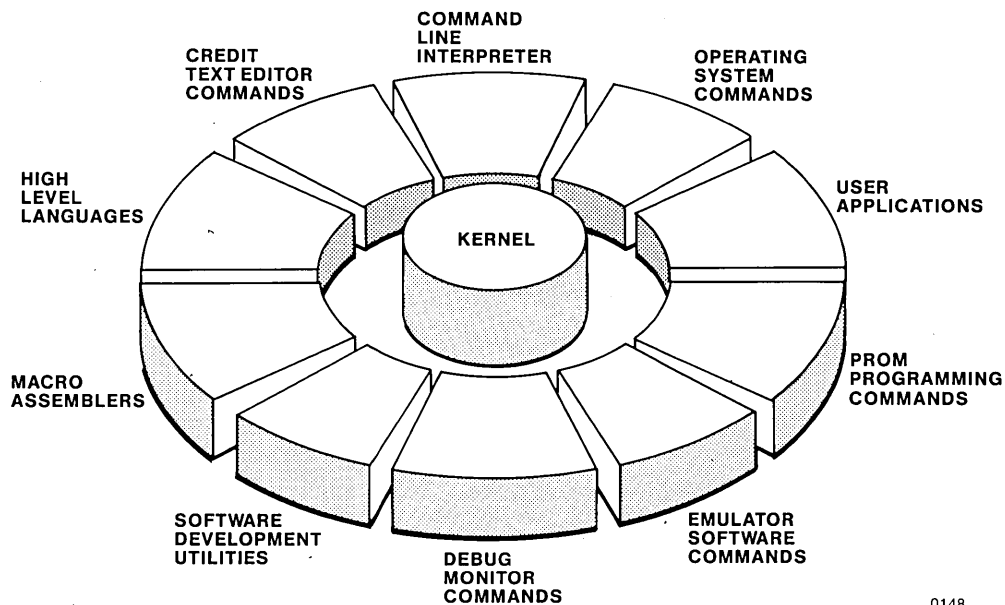 COMMAND
LINE
INTERPRETER
CREDIT
TEXT EDITOR
COMMANDS
OPERATING
SYSTEM
COMMANDS
HIGH
LEVEL
LANGUAGES
USER
APPLICATIONS
KERNEL
MACRO
ASSEMBLERS
PROM
PROGRAMMING
COMMANDS
SOFTWARE
DEVELOPMENT
UTILITIES
DEBUG
MONITOR
COMMANDS
EMULATOR
SOFTWARE
COMMANDS
0148